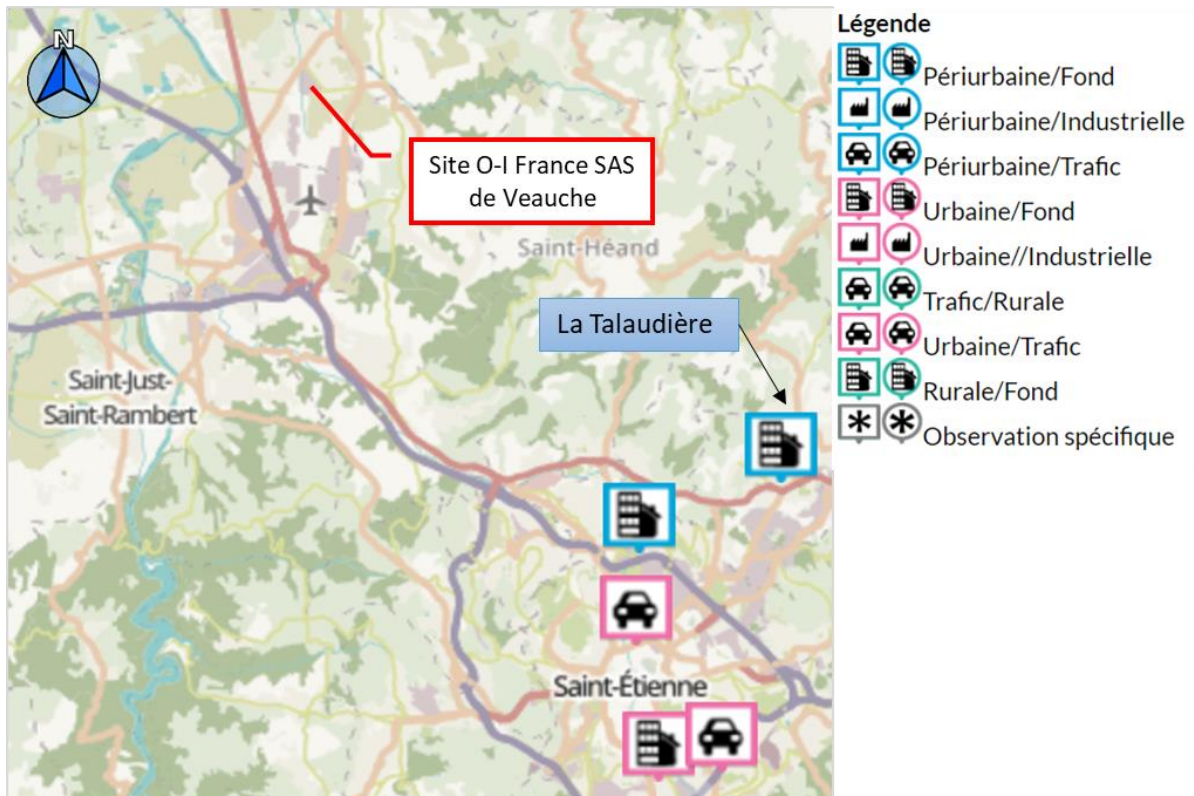 N
Site O-I France SAS
de Veauche
Saint-Héand
La Talaudière
Saint-Just-
Saint-Rambert
Saint-Étienne
Légende
Périurbaine/Fond
Périurbaine/Industrielle
Périurbaine/Trafic
Urbaine/Fond
Urbaine//Industrielle
Trafic/Rurale
Urbaine/Trafic
Rurale/Fond
Observation spécifique